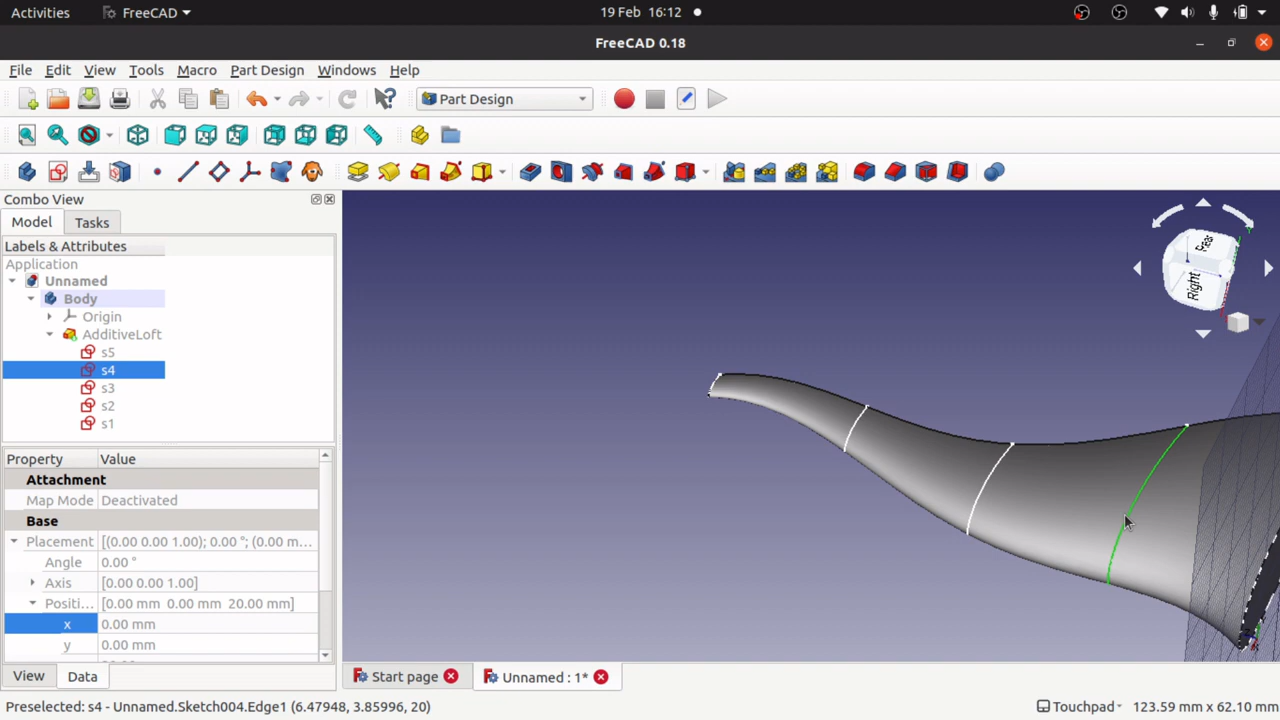 Activities
FreeCAD
19 Feb 16:12
FreeCAD 0.18
File Edit View Tools Macro Part Design Windows Help
Part Design
Combo View
Model Tasks
Labels & Attributes
Application
Unnamed
Body
Origin
AdditiveLoft
s5
s4
s3
s2
s1
Property Value
Attachment
Map Mode Deactivated
Base
Placement [(0.00 0.00 1.00); 0.00 °; (0.00 m...
Angle 0.00 °
Axis [0.00 0.00 1.00]
Positi... [0.00 mm 0.00 mm 20.00 mm]
x 0.00 mm
y 0.00 mm
View Data
Rear
Right
Start page
Unnamed : 1*
Preselected: s4 - Unnamed.Sketch004.Edge1 (6.47948, 3.85996, 20)
Touchpad
123.59 mm x 62.10 mm